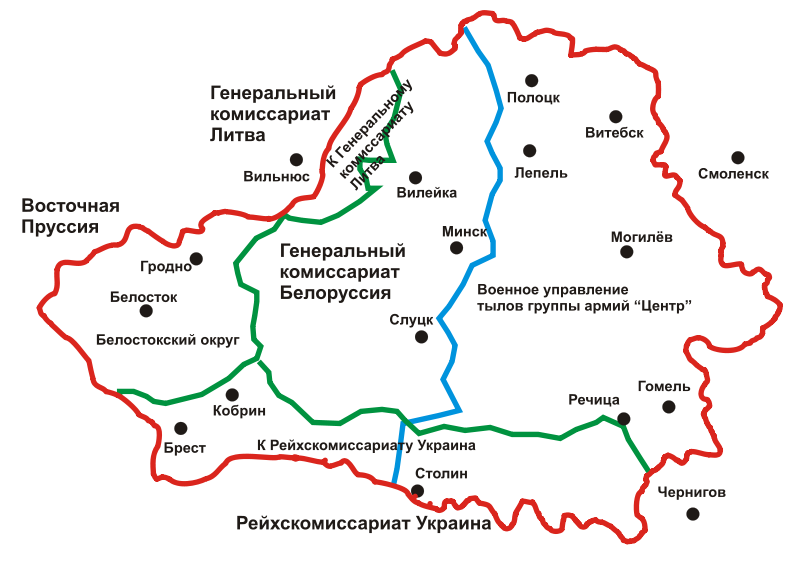 Генеральный
комиссариат
Литва
К Генеральному
комиссариату
Литва
Полоцк
Витебск
Вильнюс
Вилейка
Лепель
Смоленск
Восточная
Пруссия
Гродно
Генеральный
комиссариат
Белоруссия
Минск
Могилёв
Белосток
Военное управление
тылов группы армий “Центр”
Слуцк
Белостокский округ
Кобрин
Речица
Гомель
Брест
К Рейхскомиссариату Украина
Столин
Чернигов
Рейхскомиссариат Украина